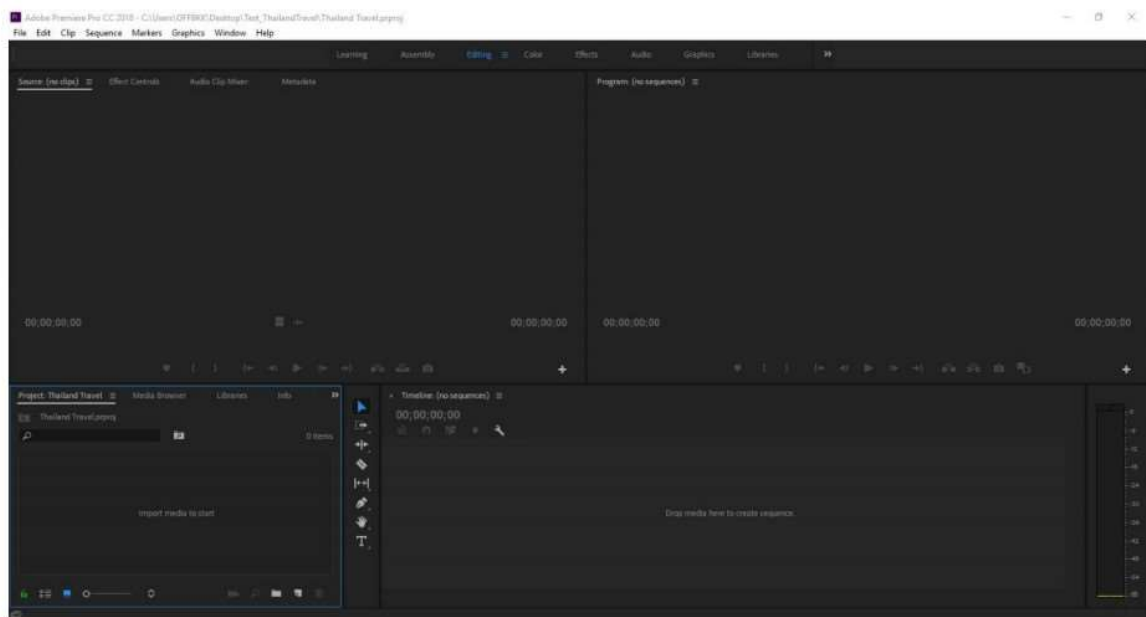 Adobe Premiere Pro CC 2018 - C:\Users\OFFBKK\Desktop\Test_ThailandTravel\Thailand Travel.prproj
File Edit Clip Sequence Markers Graphics Window Help
Learning Assembly Editing Color Effects Audio Graphics Libraries
Source: (no clips) Effect Controls Audio Clip Mixer Metadata
Program: (no sequences)
00;00;00;00
00;00;00;00
00;00;00;00
00;00;00;00
Project: Thailand Travel Media Browser Libraries Info
Thailand Travel.prproj
0 Items
Import media to start
× Timeline: (no sequences)
00;00;00;00
Drop media here to create sequence.